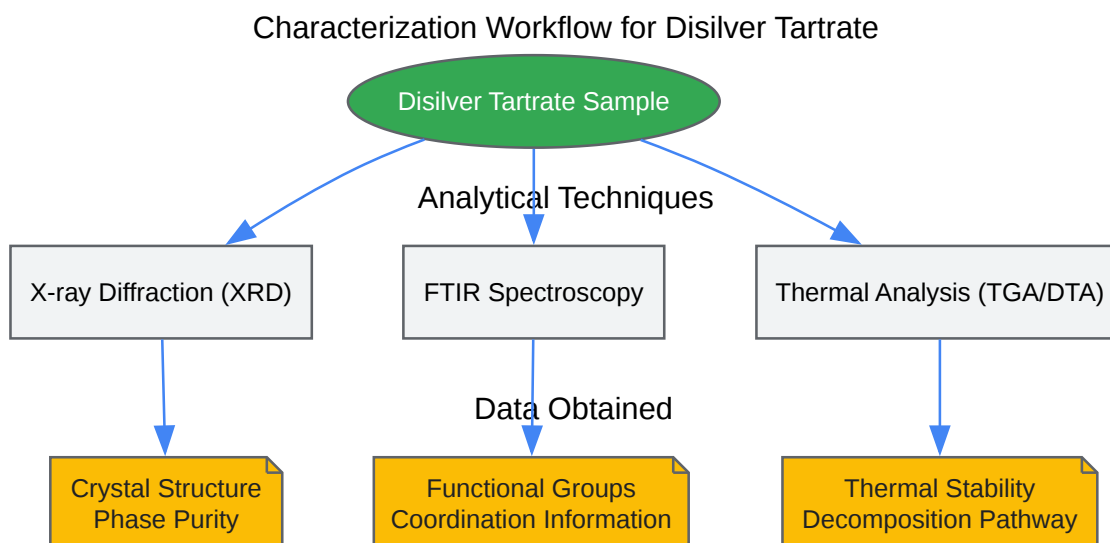 Characterization Workflow for Disilver Tartrate
Disilver Tartrate Sample
Analytical Techniques
X-ray Diffraction (XRD)
FTIR Spectroscopy
Thermal Analysis (TGA/DTA)
Data Obtained
Crystal Structure
Phase Purity
Functional Groups
Coordination Information
Thermal Stability
Decomposition Pathway